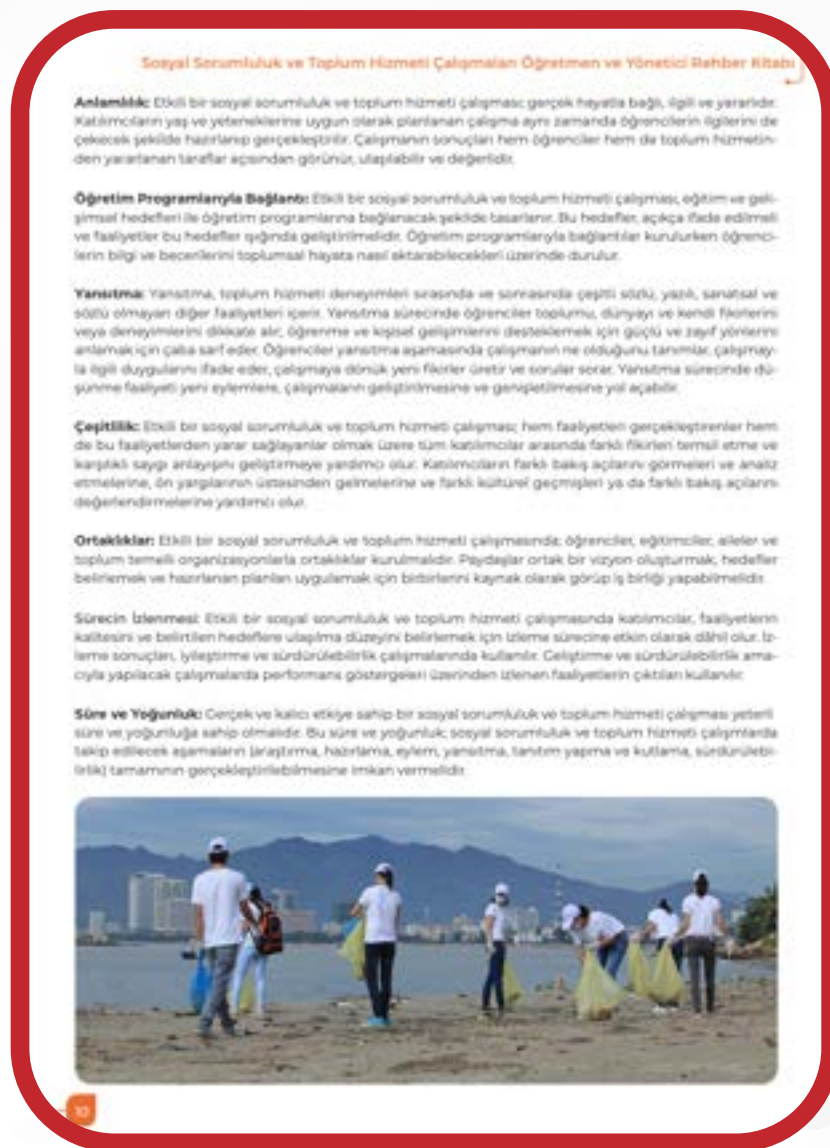 Sosyal Sorumluluk ve Toplum Hizmeti Çalışmaları Öğretmen ve Yönetici Rehber Kitabı
Anlamlılık: Etkili bir sosyal sorumluluk ve toplum hizmeti çalışması; gerçek hayatla bağlı, ilgili ve yararlıdır.
Katılımcıların yaş ve yeteneklerine uygun olarak planlanan çalışma aynı zamanda öğrencilerin ilgilerini de
çekecek şekilde hazırlanıp gerçekleştirilir. Çalışmanın sonuçları hem öğrenciler hem de toplum hizmetin-
den yararlanan taraflar açısından görünür, ulaşılabilir ve değerlidir.
Öğretim Programlarıyla Bağlantı: Etkili bir sosyal sorumluluk ve toplum hizmeti çalışması, eğitim ve geli-
şimsel hedefleri ile öğretim programlarına bağlanacak şekilde tasarlanır. Bu hedefler, açıkça ifade edilmeli
ve faaliyetler bu hedefler ışığında geliştirilmelidir. Öğretim programlarıyla bağlantılar kurulurken öğrenci-
lerin bilgi ve becerilerini toplumsal hayata nasıl aktarabilecekleri üzerinde durulur.
Yansıtma: Yansıtma, toplum hizmeti deneyimleri sırasında ve sonrasında çeşitli sözlü, yazılı, sanatsal ve
sözlü olmayan diğer faaliyetleri içerir. Yansıtma sürecinde öğrenciler toplumu, dünyayı ve kendi fikirlerini
veya deneyimlerini dikkate alır; öğrenme ve kişisel gelişimlerini desteklemek için güçlü ve zayıf yönlerini
anlamak için çaba sarf eder. Öğrenciler yansıtma aşamasında çalışmanın ne olduğunu tanımlar, çalışmay-
la ilgili duygularını ifade eder, çalışmaya dönük yeni fikirler üretir ve sorular sorar. Yansıtma sürecinde dü-
şünme faaliyeti yeni eylemlere, çalışmaların geliştirilmesine ve genişletilmesine yol açabilir.
Çeşitlilik: Etkili bir sosyal sorumluluk ve toplum hizmeti çalışması; hem faaliyetleri gerçekleştirenler hem
de bu faaliyetlerden yarar sağlayanlar olmak üzere tüm katılımcılar arasında farklı fikirleri temsil etme ve
karşılıklı saygı anlayışını geliştirmeye yardımcı olur. Katılımcıların farklı bakış açılarını görmeleri ve analiz
etmelerine, ön yargılarının üstesinden gelmelerine ve farklı kültürel geçmişleri ya da farklı bakış açılarını
değerlendirmelerine yardımcı olur.
Ortaklıklar: Etkili bir sosyal sorumluluk ve toplum hizmeti çalışmasında; öğrenciler, eğitimciler, aileler ve
toplum temelli organizasyonlarla ortaklıklar kurulmalıdır. Paydaşlar ortak bir vizyon oluşturmak, hedefler
belirlemek ve hazırlanan planları uygulamak için birbirlerini kaynak olarak görüp iş birliği yapabilmelidir.
Sürecin İzlenmesi: Etkili bir sosyal sorumluluk ve toplum hizmeti çalışmasında katılımcılar, faaliyetlerin
kalitesini ve belirtilen hedeflere ulaşılma düzeyini belirlemek için izleme sürecine etkin olarak dâhil olur. İz-
leme sonuçları, iyileştirme ve sürdürülebilirlik çalışmalarında kullanılır. Geliştirme ve sürdürülebilirlik ama-
cıyla yapılacak çalışmalarda performans göstergeleri üzerinden izlenen faaliyetlerin çıktıları kullanılır.
Süre ve Yoğunluk: Gerçek ve kalıcı etkiye sahip bir sosyal sorumluluk ve toplum hizmeti çalışması yeterli
süre ve yoğunluğa sahip olmalıdır. Bu süre ve yoğunluk; sosyal sorumluluk ve toplum hizmeti çalışmlarda
takip edilecek aşamaların (araştırma, hazırlama, eylem, yansıtma, tanıtım yapma ve kutlama, sürdürülebi-
lirlik) tamamının gerçekleştirilebilmesine imkan vermelidir.
10